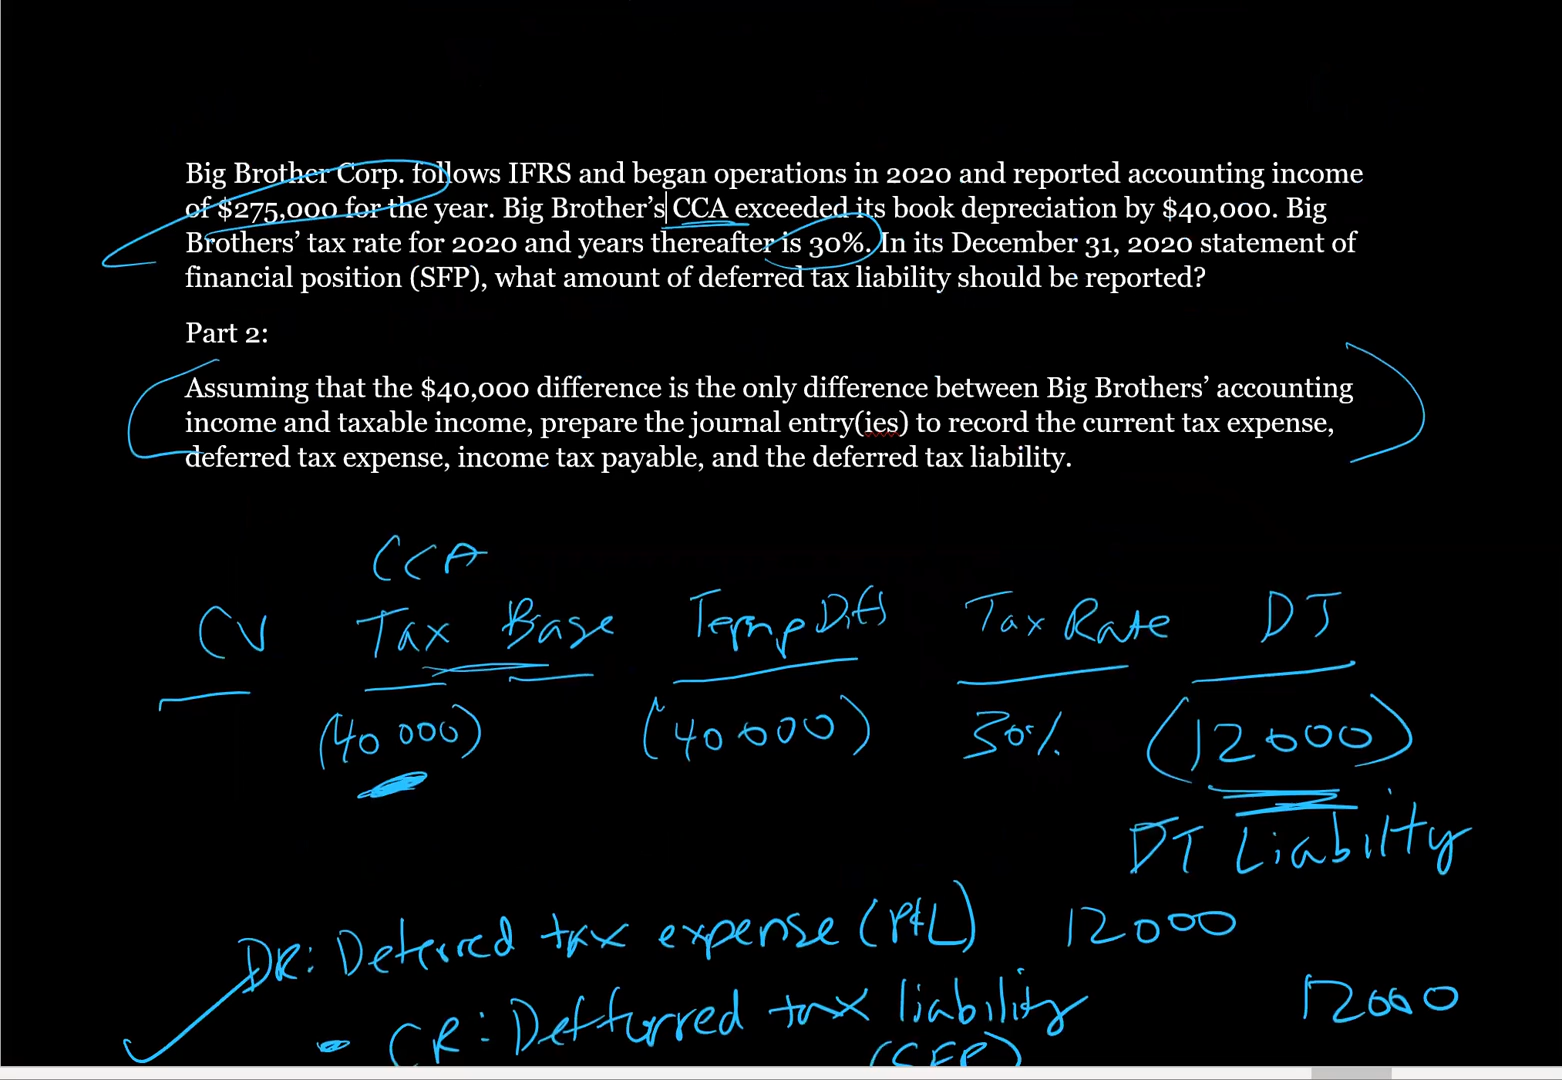 Big Brother Corp. follows IFRS and began operations in 2020 and reported accounting income
of $275,000 for the year. Big Brother's CCA exceeded its book depreciation by $40,000. Big
Brothers' tax rate for 2020 and years thereafter is 30%. In its December 31, 2020 statement of
financial position (SFP), what amount of deferred tax liability should be reported?
Part 2:
Assuming that the $40,000 difference is the only difference between Big Brothers' accounting
income and taxable income, prepare the journal entry(ies) to record the current tax expense,
deferred tax expense, income tax payable, and the deferred tax liability.
CCA
CV Tax Base Temp Diff Tax Rate DT
(40 000) (40 000) 30% (12000)
DT Liability
DR: Deferred tax expense (P&L) 12000
CR: Defturred tax liability 12000
(SFP)